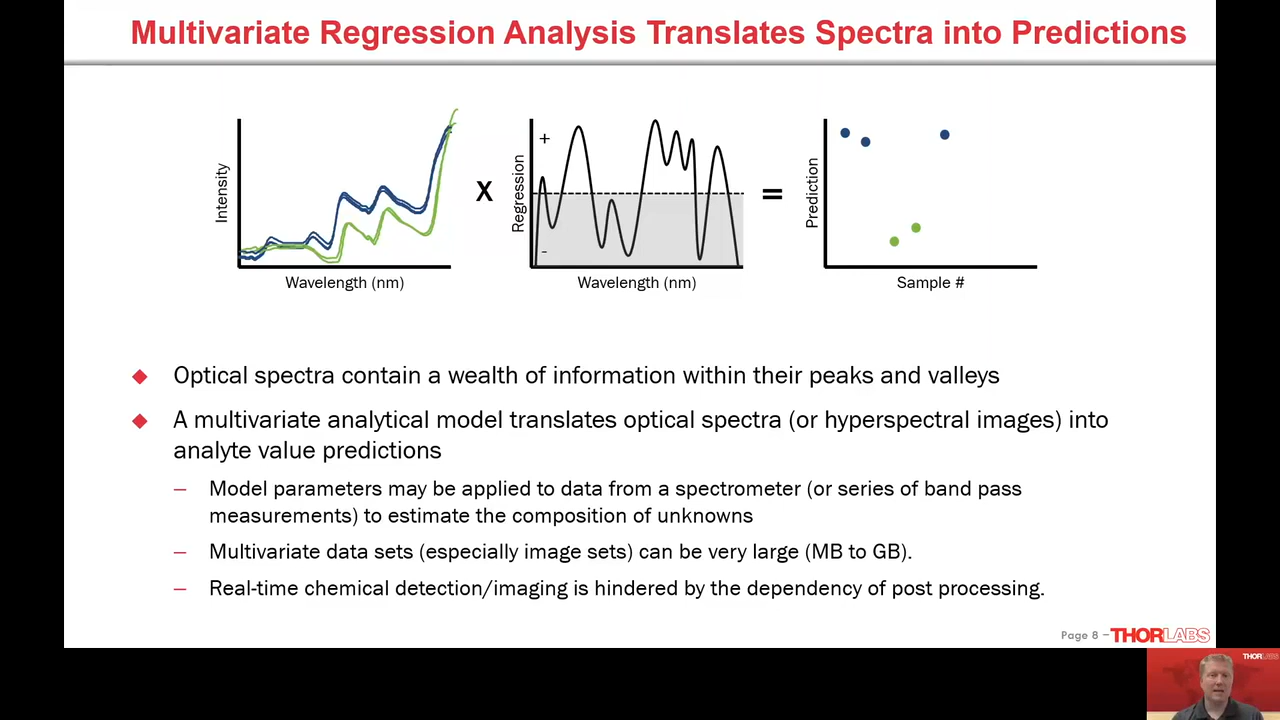 Multivariate Regression Analysis Translates Spectra into Predictions
Intensity
Wavelength (nm)
X
Regression
+
-
Wavelength (nm)
=
Prediction
Sample #
Optical spectra contain a wealth of information within their peaks and valleys
A multivariate analytical model translates optical spectra (or hyperspectral images) into
analyte value predictions
– Model parameters may be applied to data from a spectrometer (or series of band pass
measurements) to estimate the composition of unknowns
– Multivariate data sets (especially image sets) can be very large (MB to GB).
– Real-time chemical detection/imaging is hindered by the dependency of post processing.
Page 8 – THORLABS
THORLABS